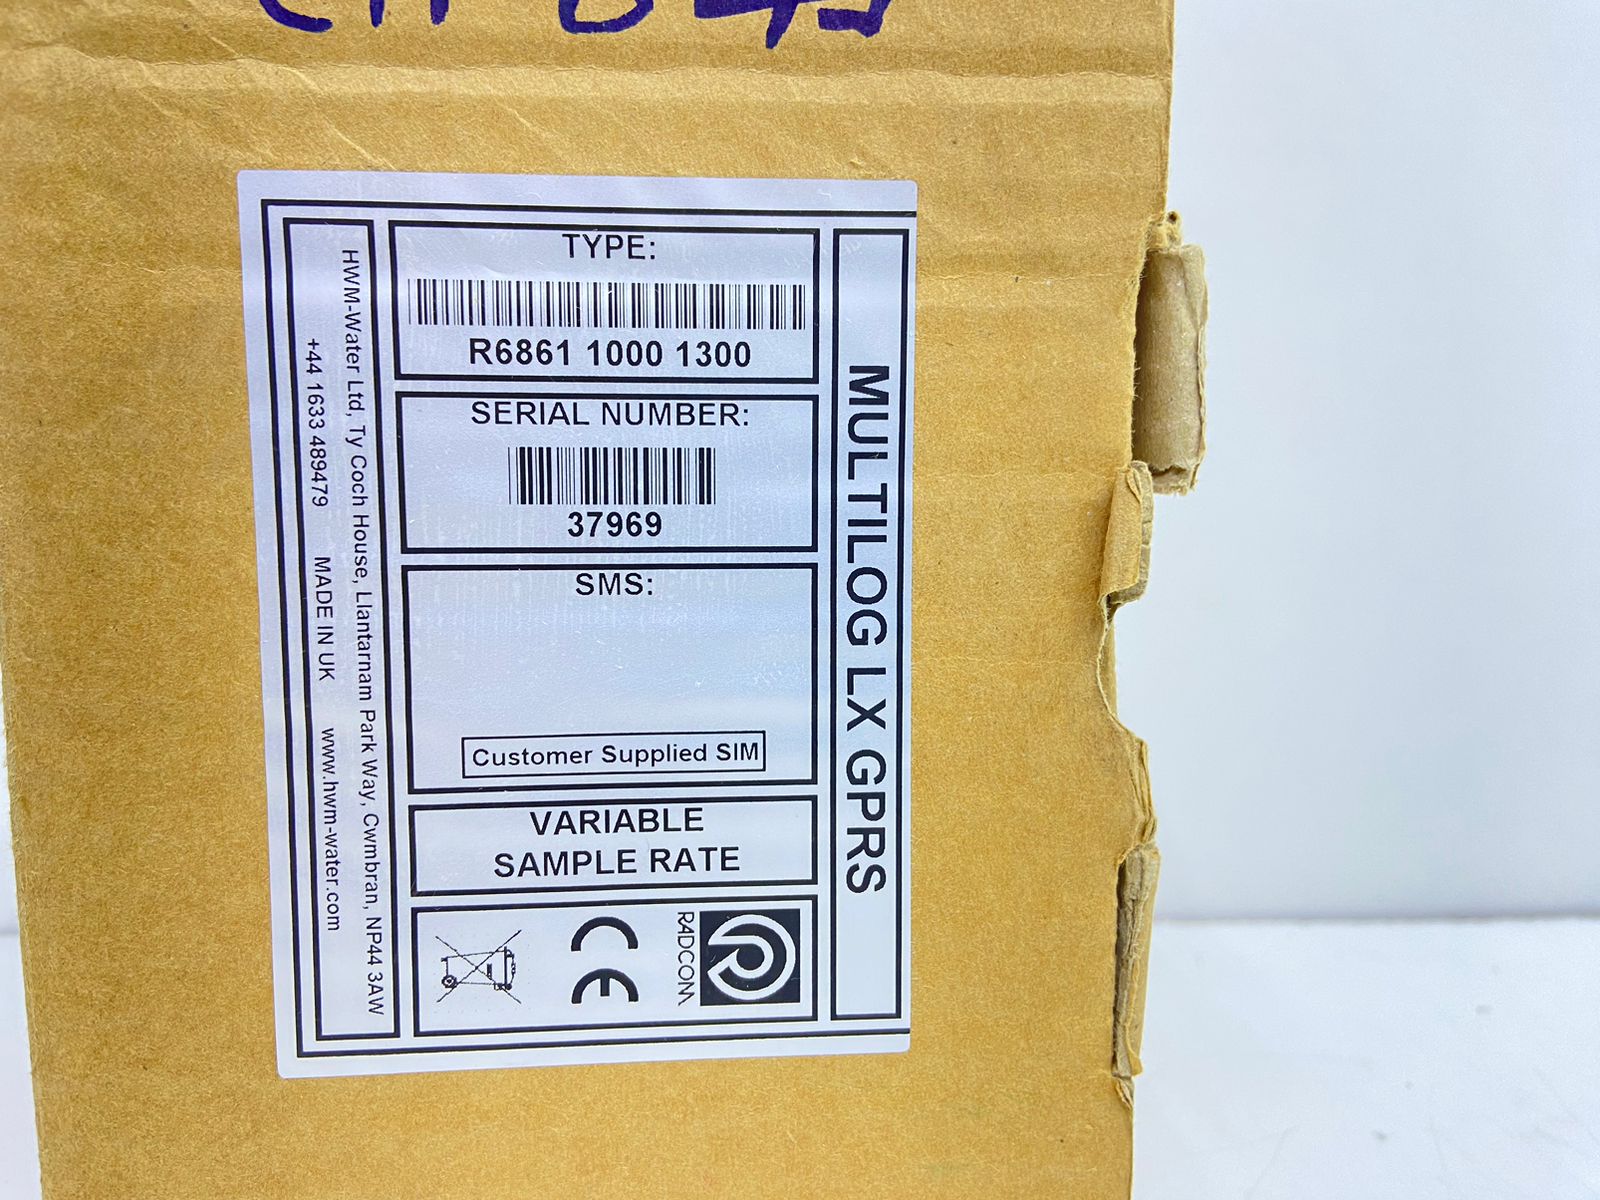 TYPE:
R6861 1000 1300
SERIAL NUMBER:
37969
SMS:
Customer Supplied SIM
VARIABLE
SAMPLE RATE
CE
RADCOM
MULTILOG LX GPRS
HWM-Water Ltd, Ty Coch House, Llantarnam Park Way, Cwmbran, NP44 3AW
+44 1633 489479 MADE IN UK www.hwm-water.com